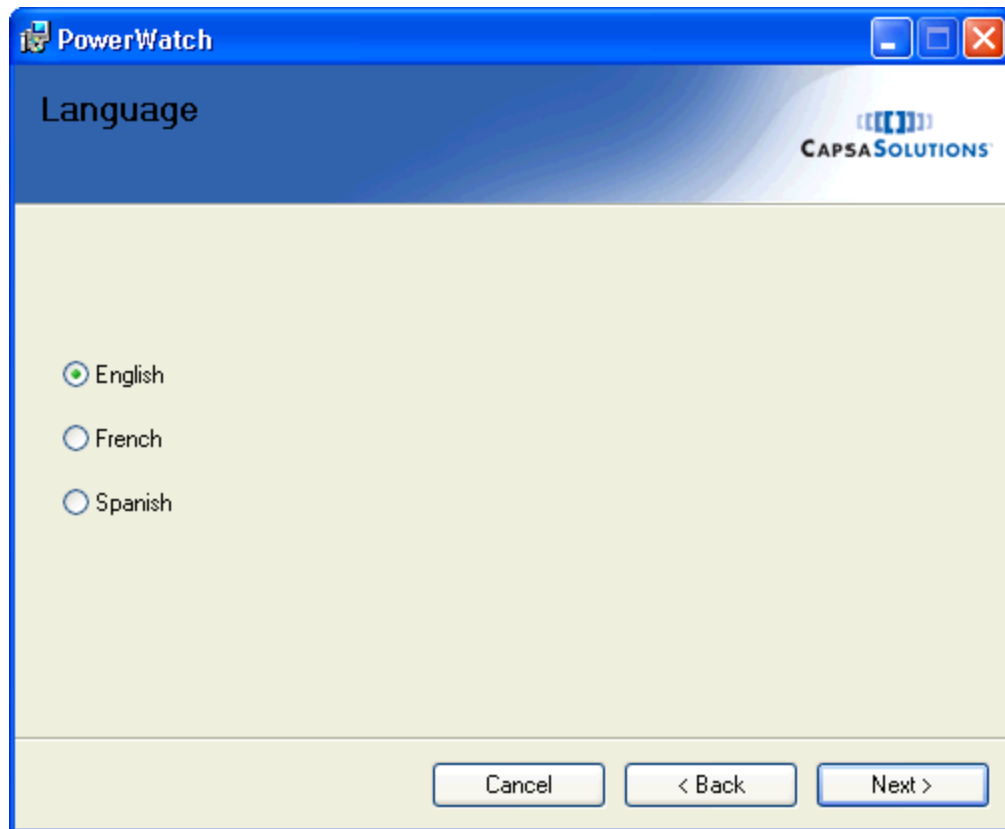 PowerWatch
Language
CAPSASOLUTIONS
English
French
Spanish
Cancel
< Back
Next >